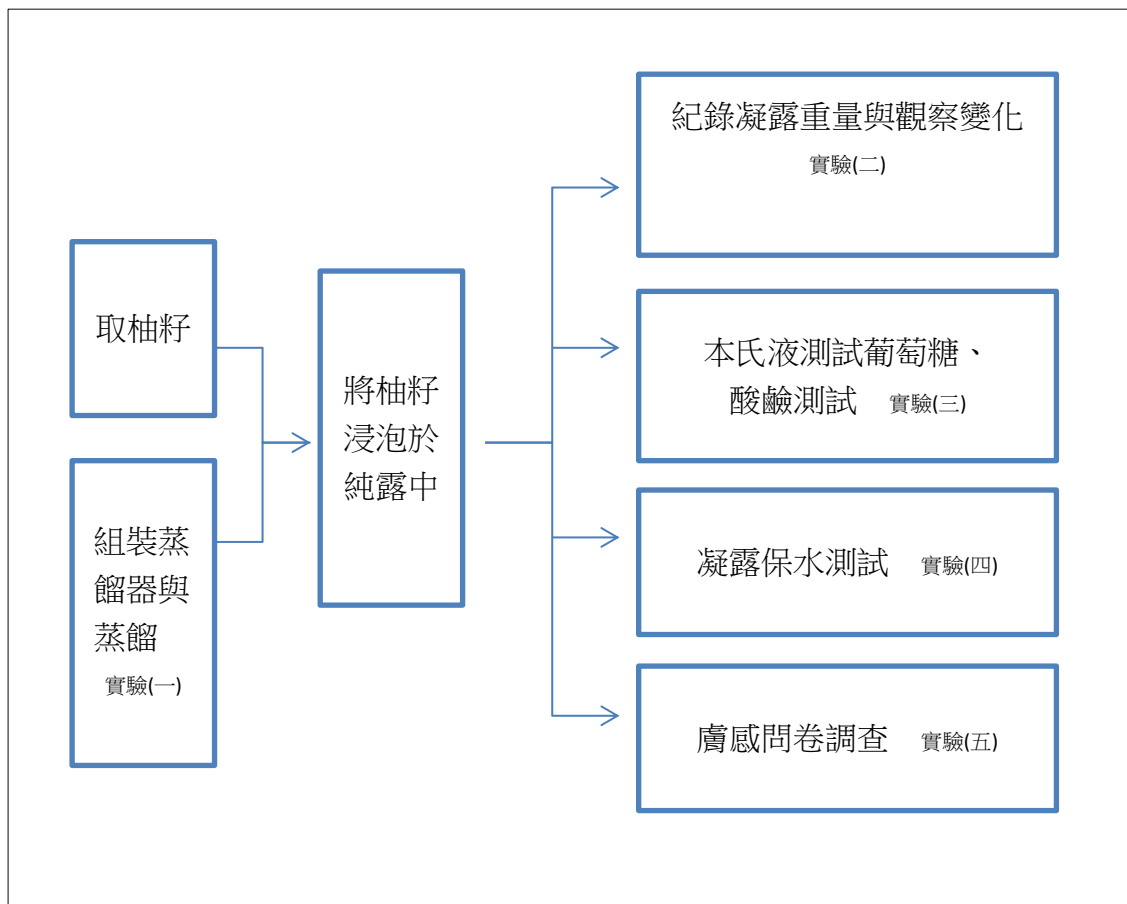 取柚籽
組裝蒸
餾器與
蒸餾
實驗(一)
將柚籽
浸泡於
純露中
紀錄凝露重量與觀察變化
實驗(二)
本氏液測試葡萄糖、
酸鹼測試 實驗(三)
凝露保水測試 實驗(四)
膚感問卷調查 實驗(五)